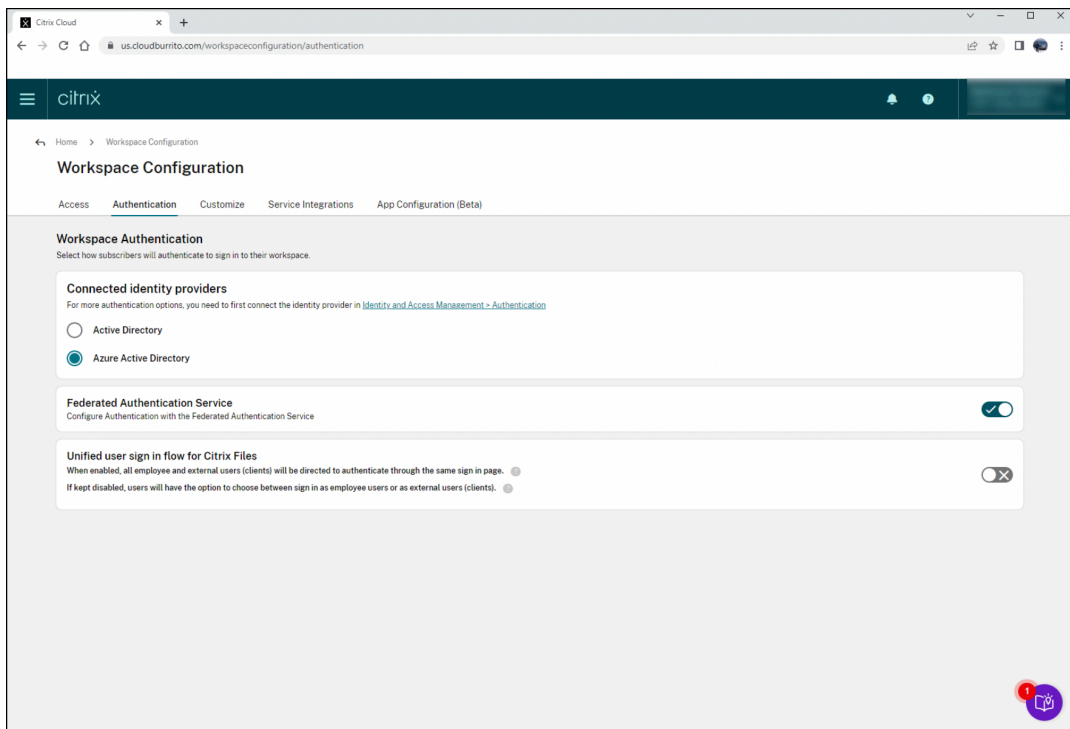 Citrix Cloud
us.cloudburrito.com/workspaceconfiguration/authentication
citrix
Home > Workspace Configuration
Workspace Configuration
Access Authentication Customize Service Integrations App Configuration (Beta)
Workspace Authentication
Select how subscribers will authenticate to sign in to their workspace.
Connected identity providers
For more authentication options, you need to first connect the identity provider in Identity and Access Management > Authentication
Active Directory
Azure Active Directory
Federated Authentication Service
Configure Authentication with the Federated Authentication Service
Unified user sign in flow for Citrix Files
When enabled, all employee and external users (clients) will be directed to authenticate through the same sign in page.
If kept disabled, users will have the option to choose between sign in as employee users or as external users (clients).
1